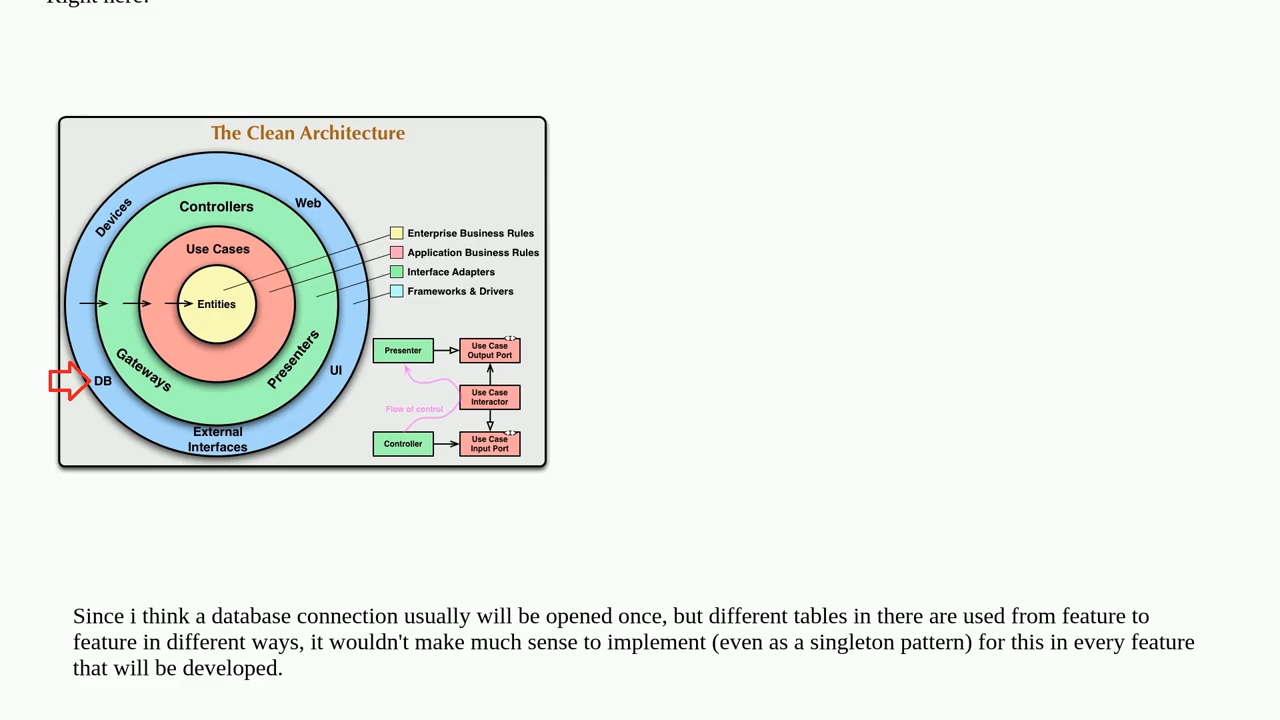 Right here:
The Clean Architecture
Devices
Controllers
Web
Use Cases
Entities
Gateways
Presenters
DB
UI
External
Interfaces
Enterprise Business Rules
Application Business Rules
Interface Adapters
Frameworks & Drivers
Presenter
Use Case
Output Port
Use Case
Interactor
Flow of control
Controller
Use Case
Input Port
Since i think a database connection usually will be opened once, but different tables in there are used from feature to
feature in different ways, it wouldn't make much sense to implement (even as a singleton pattern) for this in every feature
that will be developed.